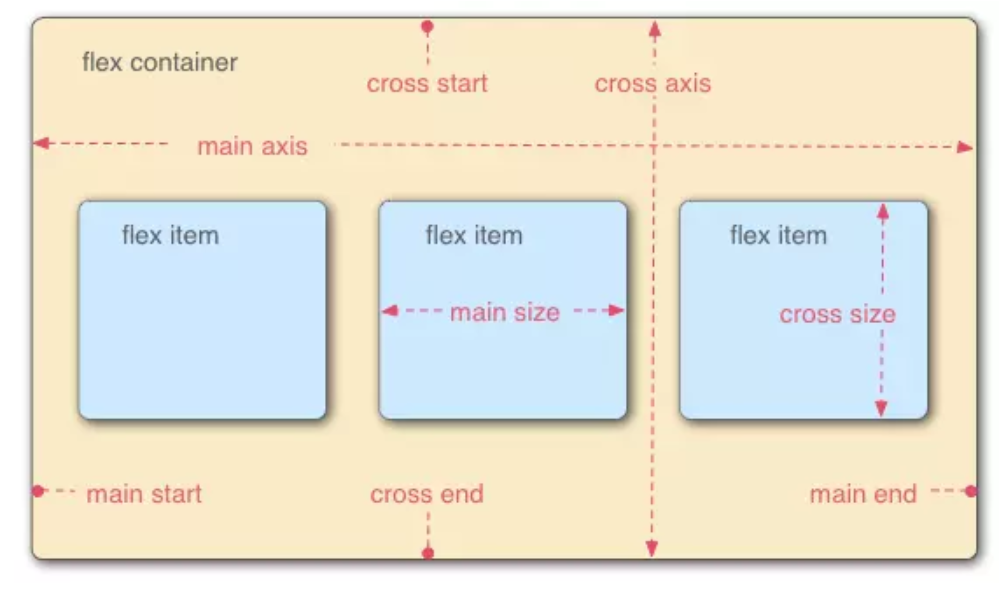 flex container
cross start
cross axis
main axis
flex item
flex item
flex item
main size
cross size
main start
cross end
main end